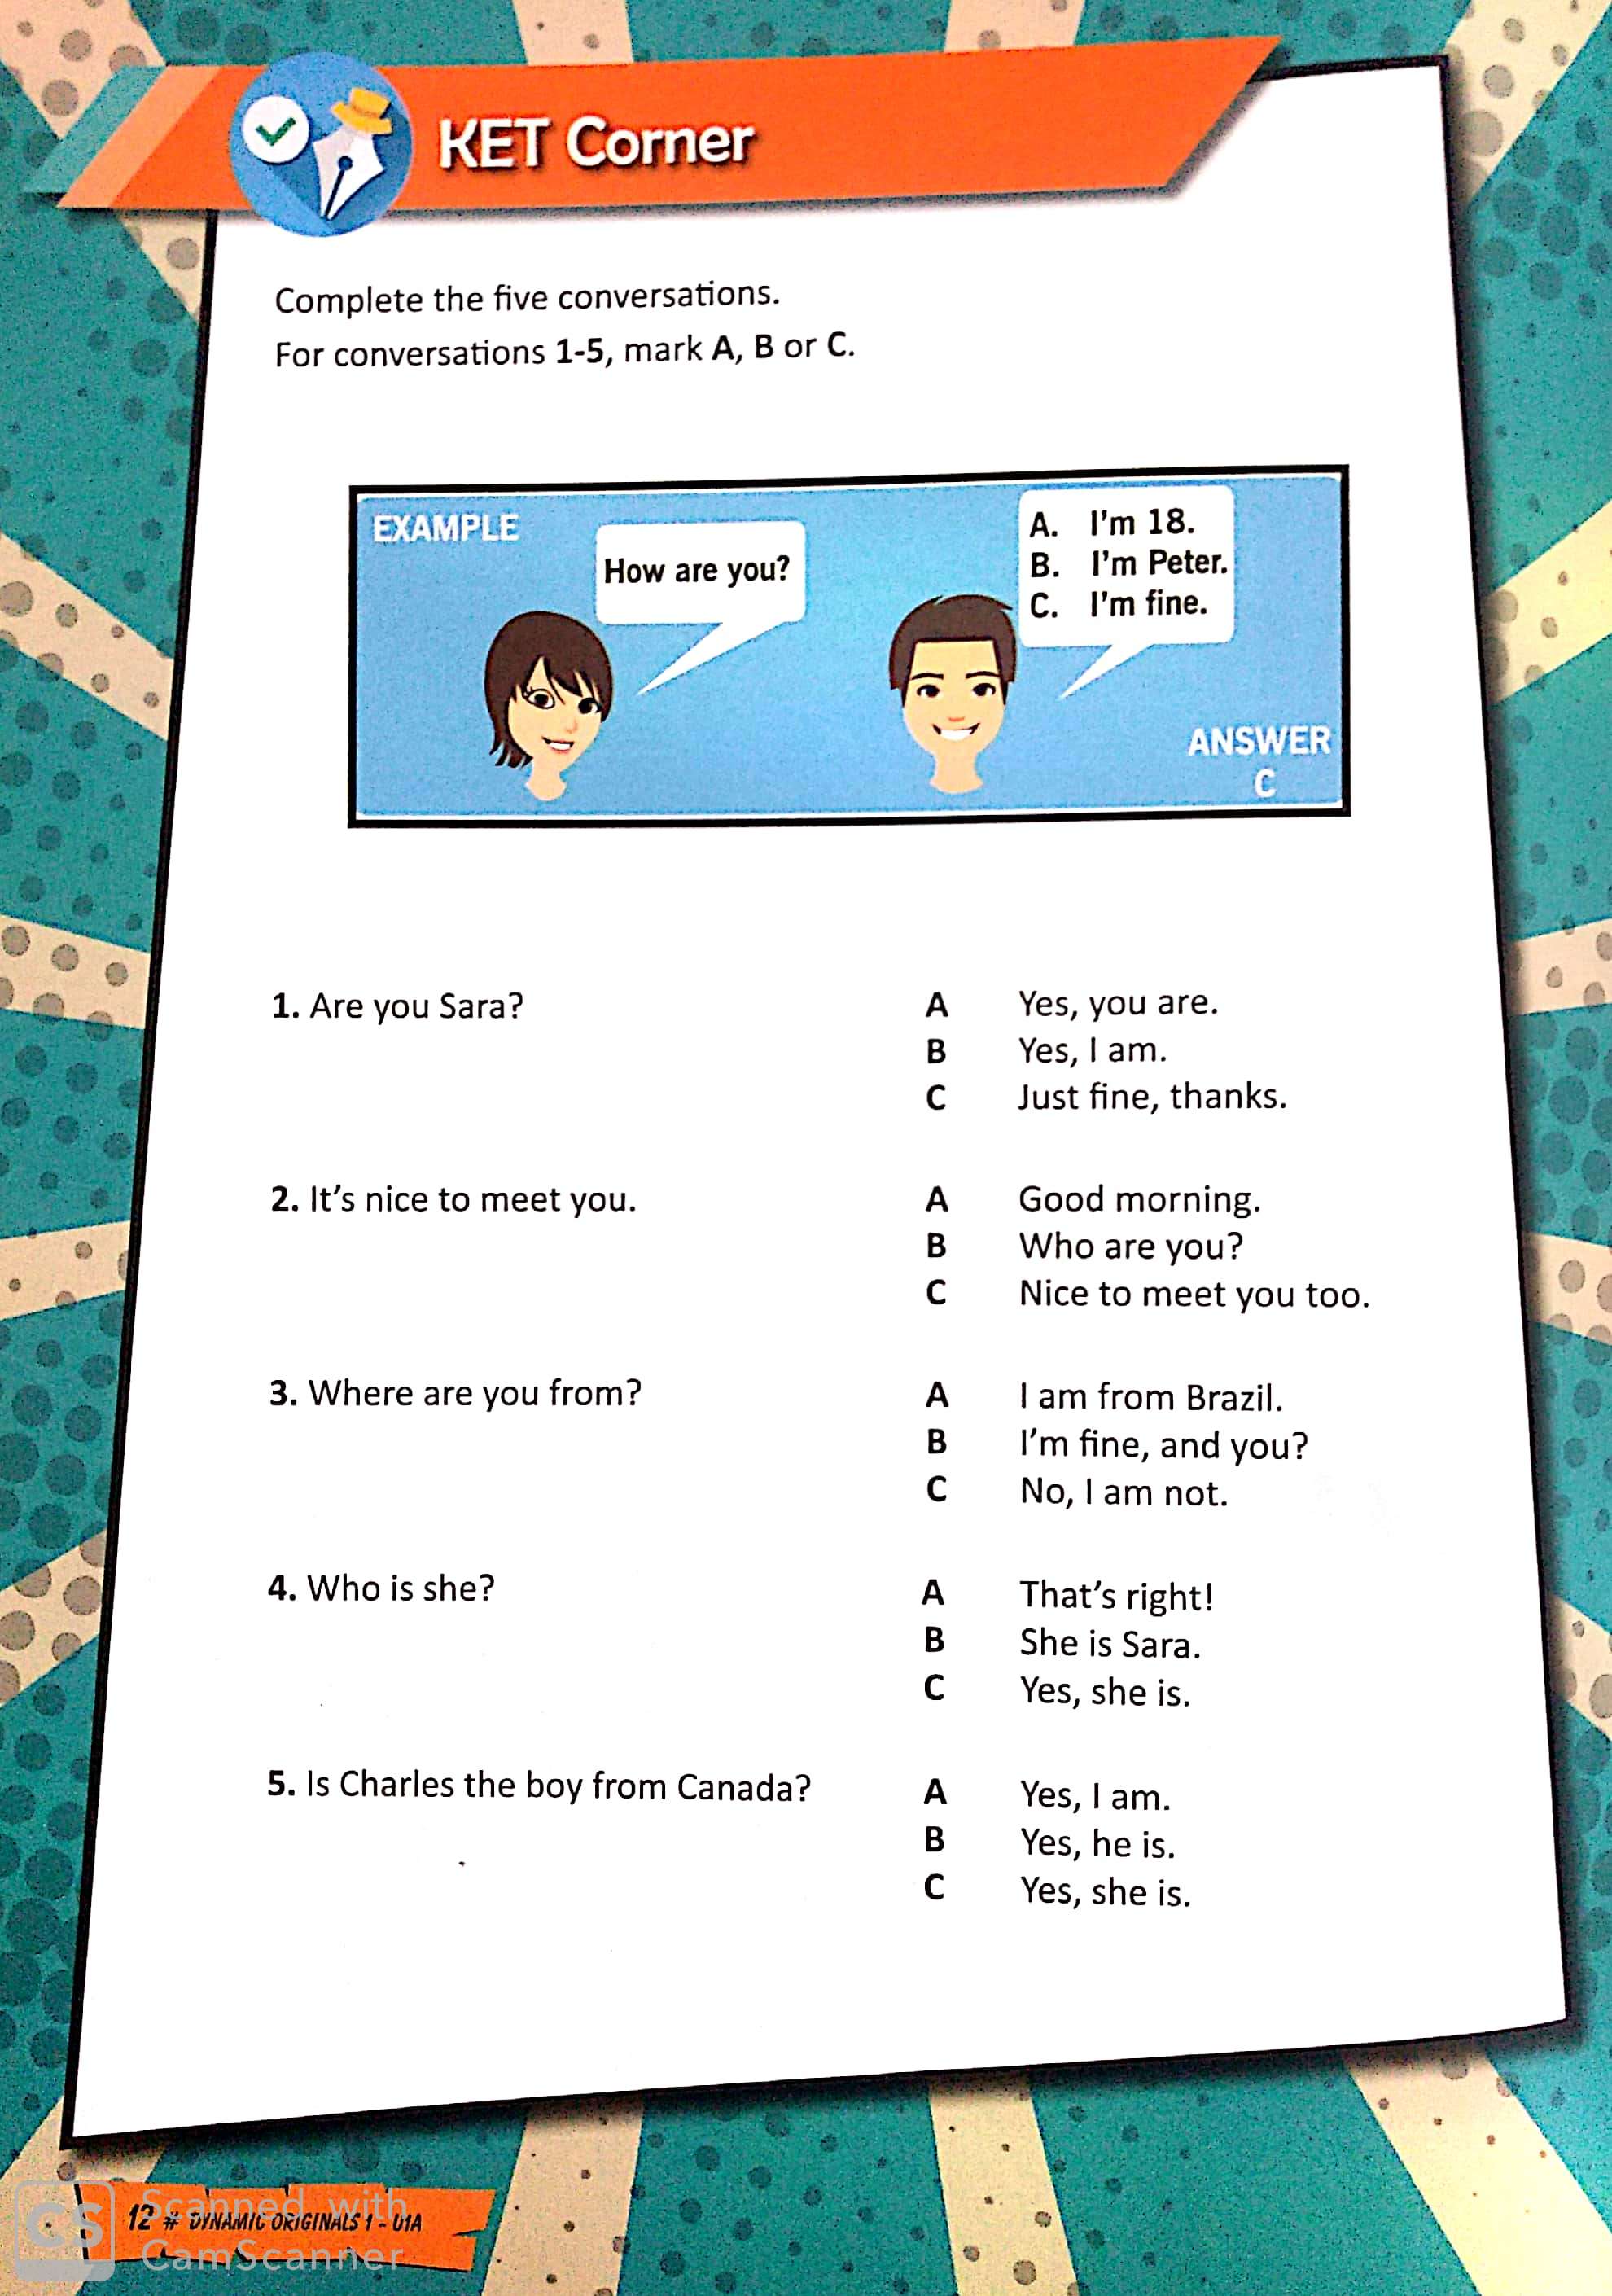 KET Corner
Complete the five conversations.
For conversations 1-5, mark A, B or C.
EXAMPLE
How are you?
A. I'm 18.
B. I'm Peter.
C. I'm fine.
ANSWER
C
1. Are you Sara?
A Yes, you are.
B Yes, I am.
C Just fine, thanks.
2. It's nice to meet you.
A Good morning.
B Who are you?
C Nice to meet you too.
3. Where are you from?
A I am from Brazil.
B I'm fine, and you?
C No, I am not.
4. Who is she?
A That's right!
B She is Sara.
C Yes, she is.
5. Is Charles the boy from Canada?
A Yes, I am.
B Yes, he is.
C Yes, she is.
12 # DYNAMIC ORIGINALS 1 - U1A
CS
Scanned with
CamScanner